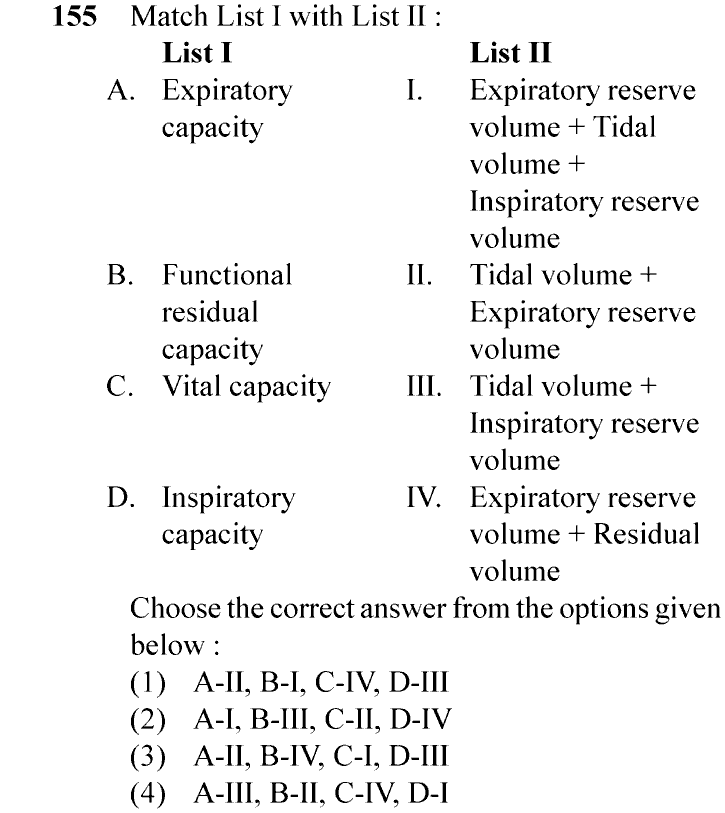 155 Match List I with List II :
List I List II
A. Expiratory I. Expiratory reserve
capacity volume + Tidal
volume +
Inspiratory reserve
volume
B. Functional II. Tidal volume +
residual Expiratory reserve
capacity volume
C. Vital capacity III. Tidal volume +
Inspiratory reserve
volume
D. Inspiratory IV. Expiratory reserve
capacity volume + Residual
volume
Choose the correct answer from the options given
below :
(1) A-II, B-I, C-IV, D-III
(2) A-I, B-III, C-II, D-IV
(3) A-II, B-IV, C-I, D-III
(4) A-III, B-II, C-IV, D-I